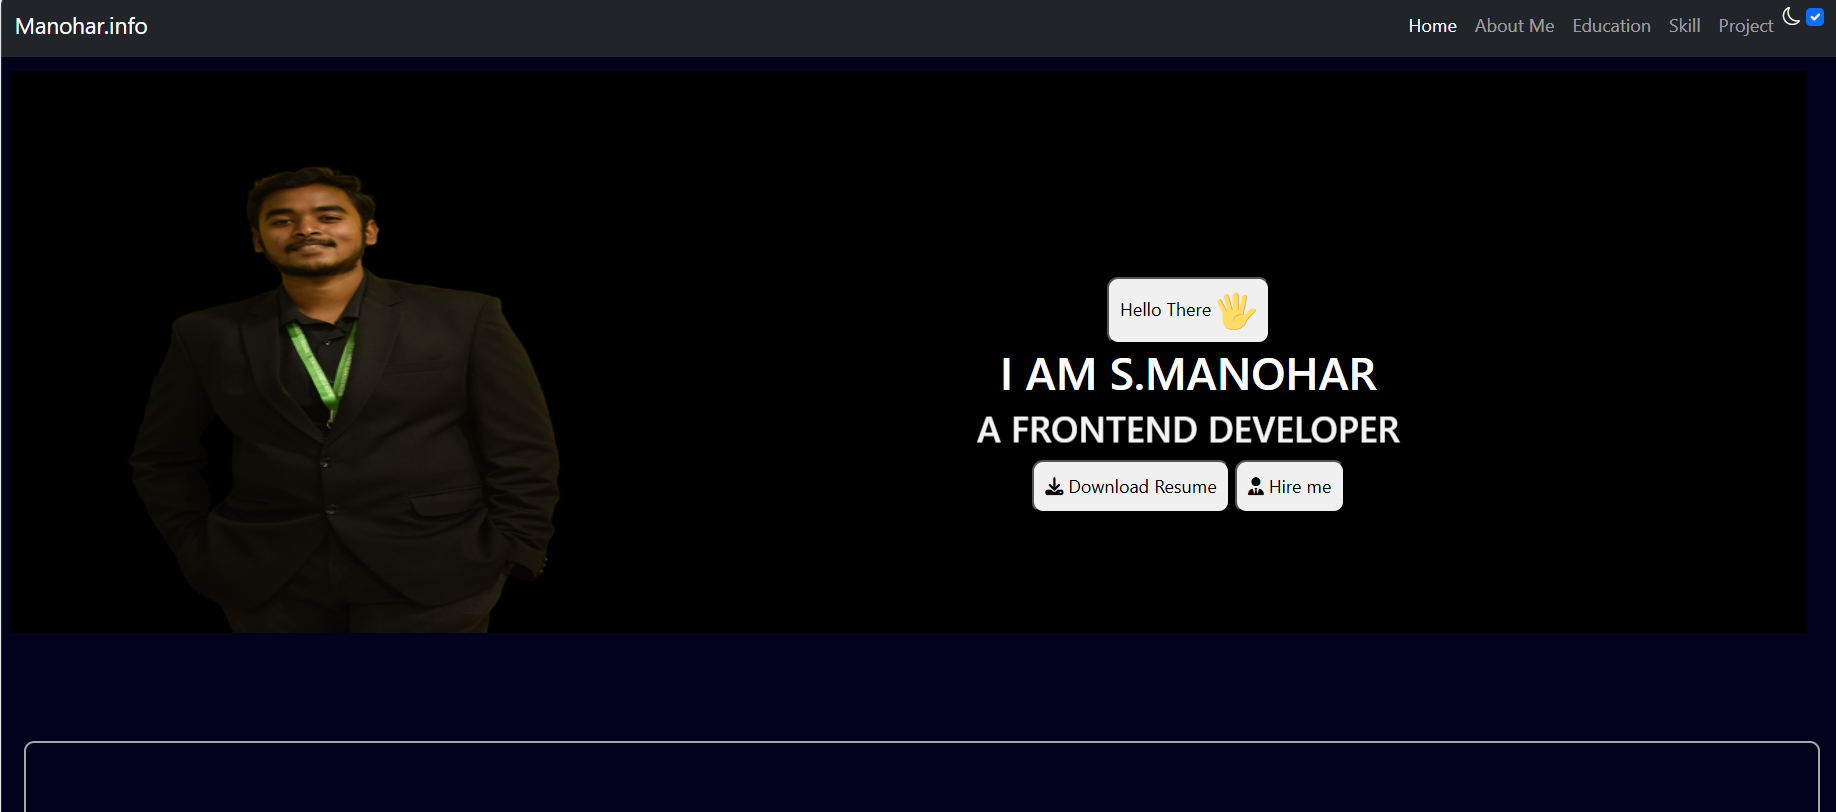 Manohar.info
Home About Me Education Skill Project
Hello There
I AM S.MANOHAR
A FRONTEND DEVELOPER
Download Resume Hire me